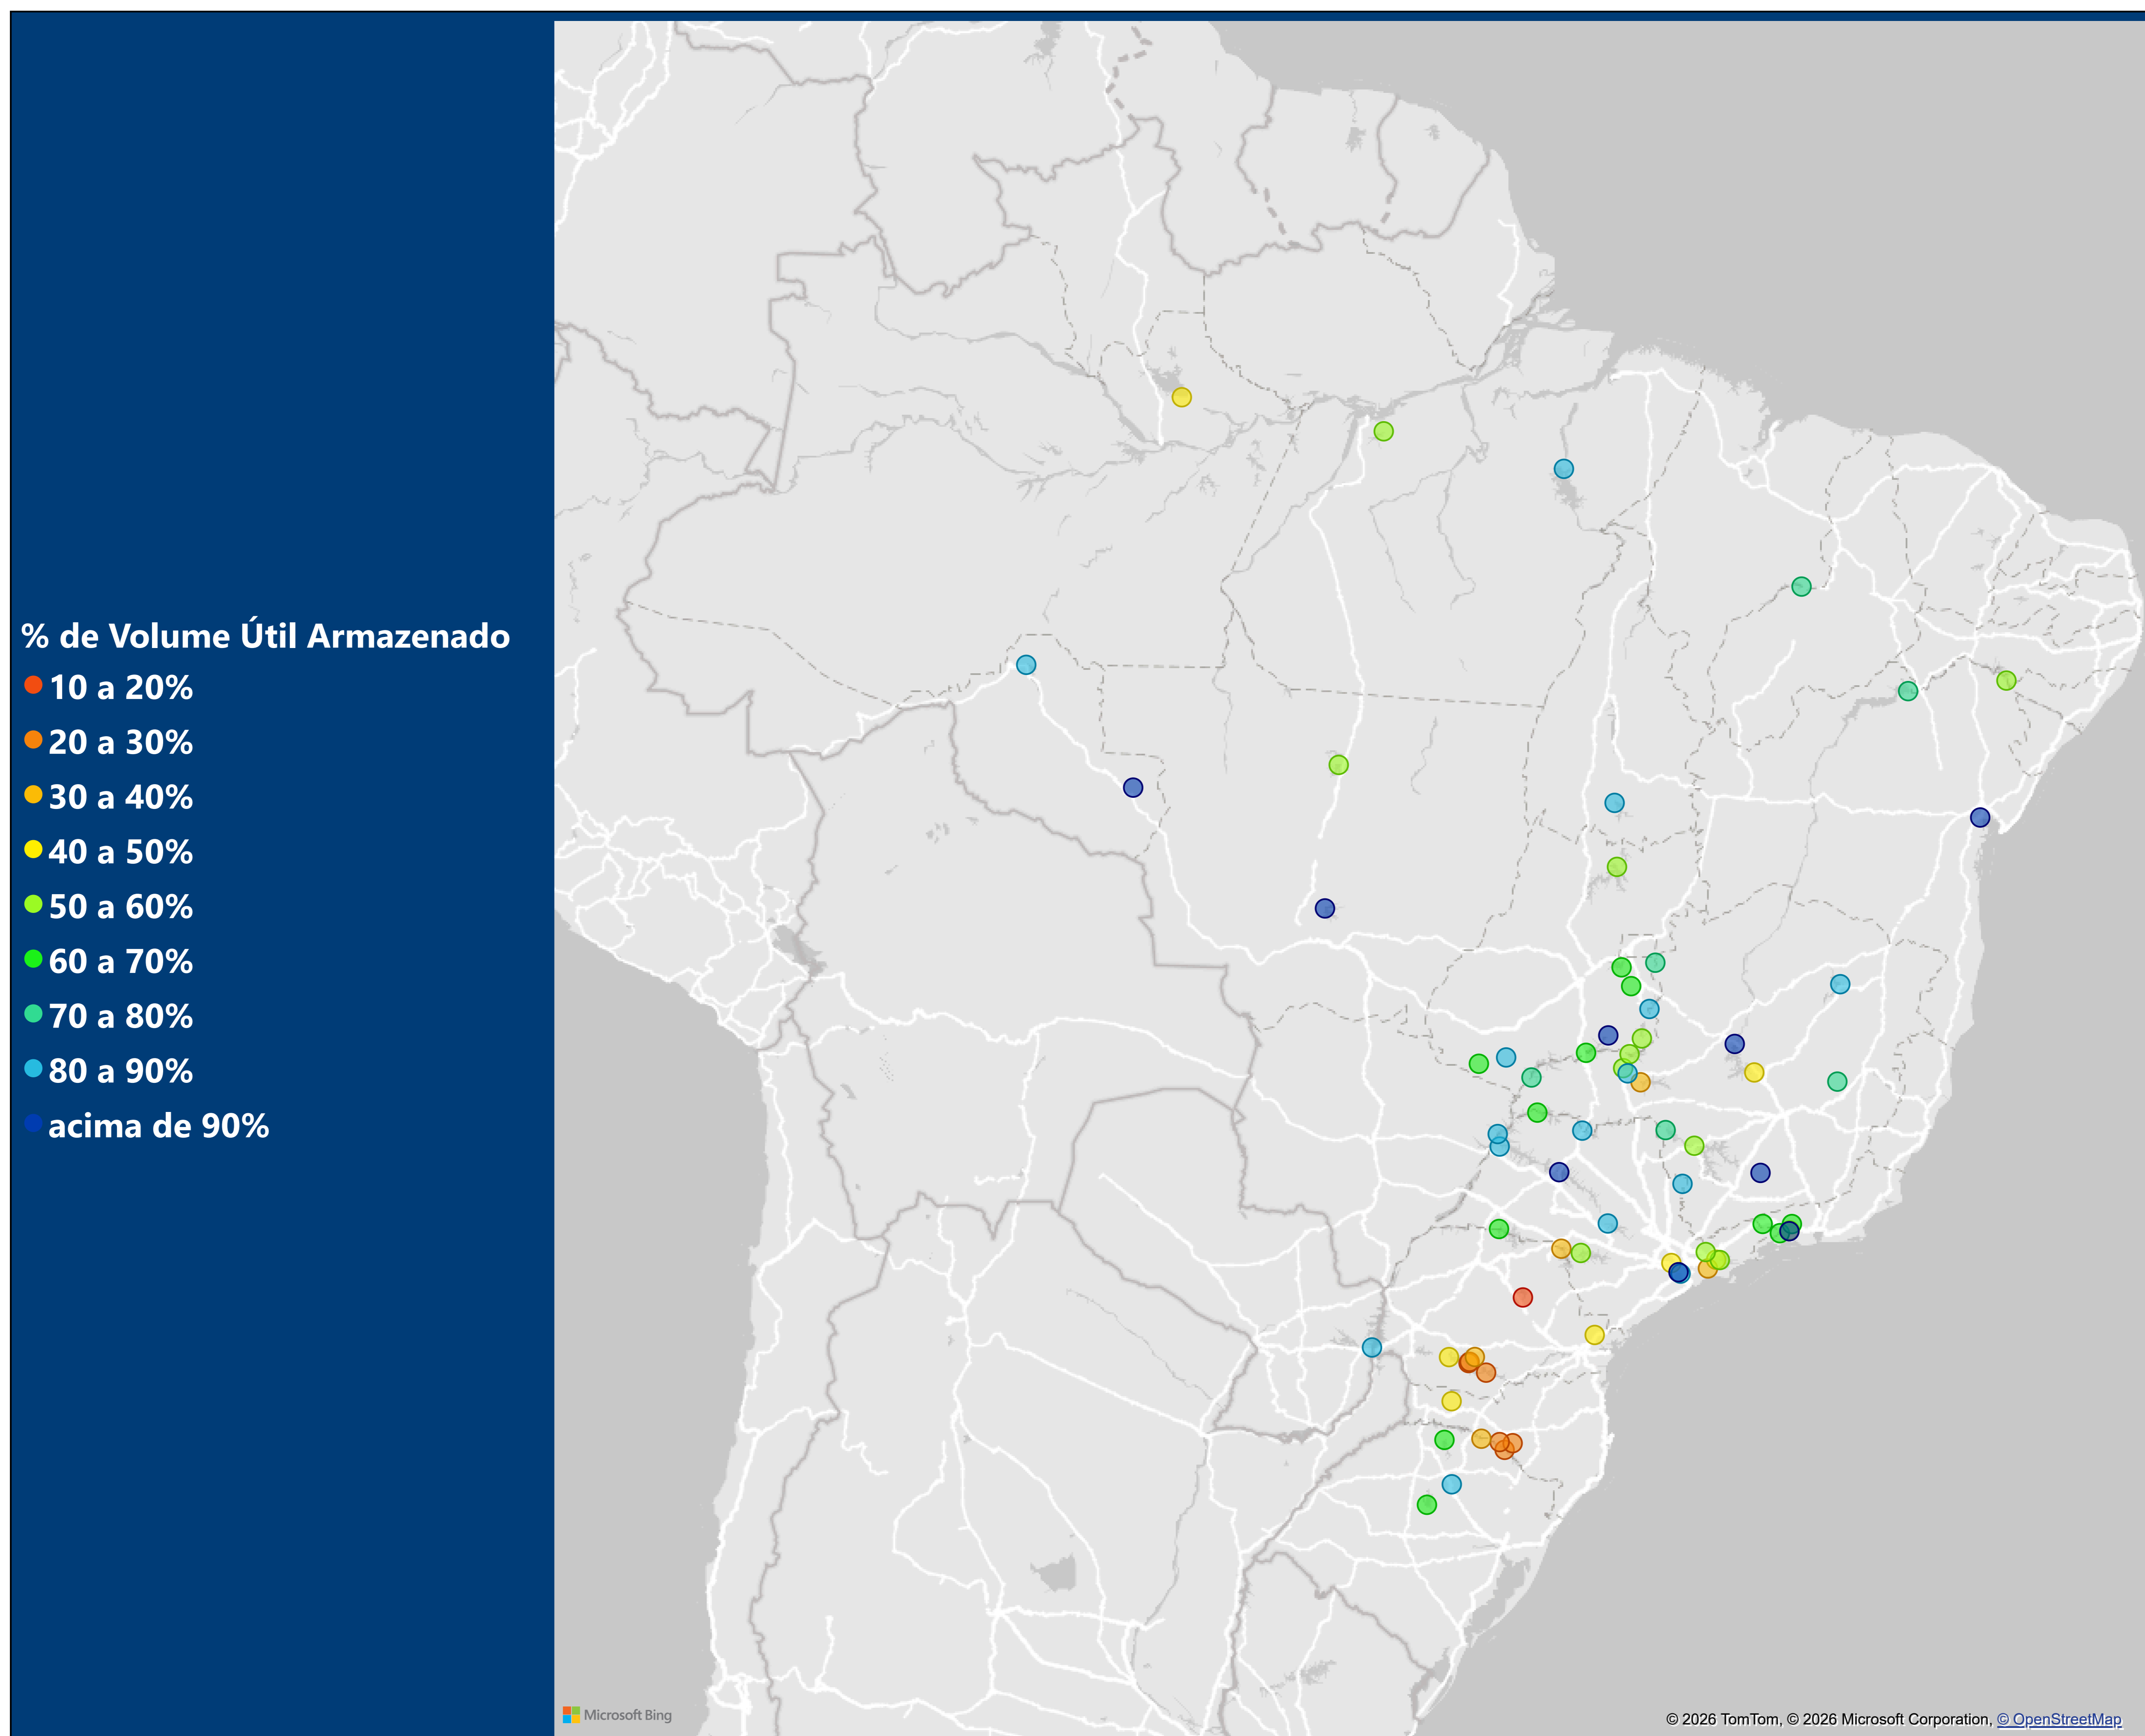 % de Volume Útil Armazenado
10 a 20%
20 a 30%
30 a 40%
40 a 50%
50 a 60%
60 a 70%
70 a 80%
80 a 90%
acima de 90%
Microsoft Bing
© 2026 TomTom, © 2026 Microsoft Corporation, © OpenStreetMap